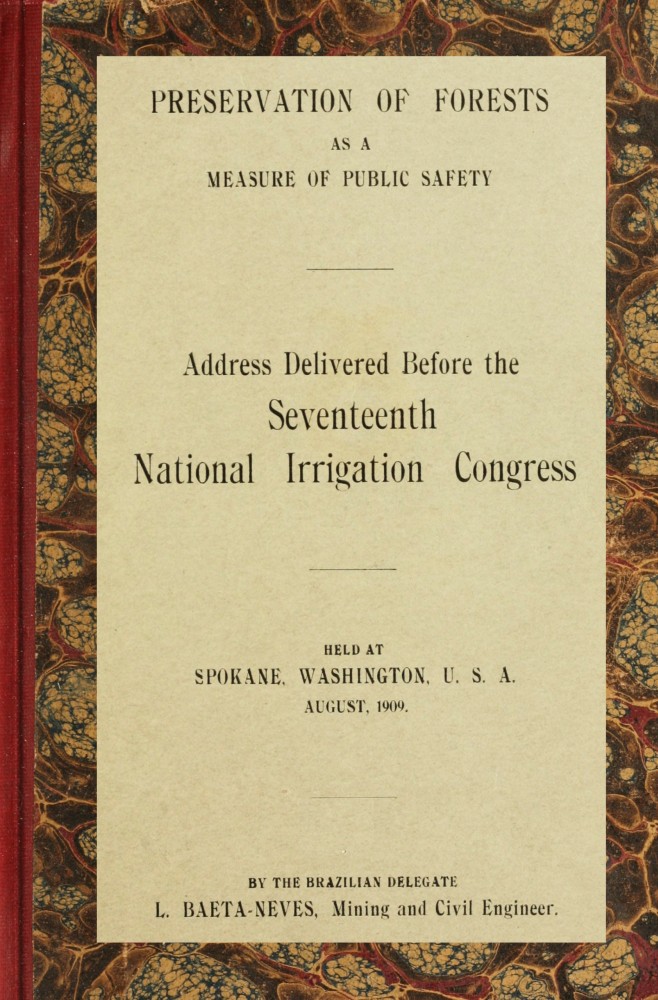 PRESERVATION OF FORESTS
AS A
MEASURE OF PUBLIC SAFETY
Address Delivered Before the
Seventeenth
National Irrigation Congress
HELD AT
SPOKANE, WASHINGTON, U. S. A.
AUGUST, 1909.
BY THE BRAZILIAN DELEGATE
L. BAETA-NEVES, Mining and Civil Engineer.